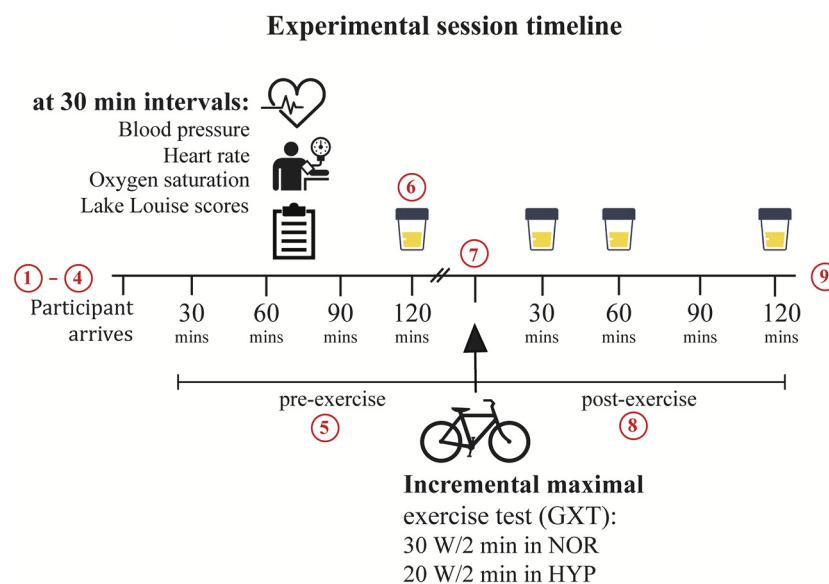 Experimental session timeline
at 30 min intervals:
Blood pressure
Heart rate
Oxygen saturation
Lake Louise scores
6
7
1 - 4
9
Participant
arrives
30 60 90 120 30 60 90 120
mins mins mins mins mins mins mins mins
pre-exercise post-exercise
5 8
Incremental maximal
exercise test (GXT):
30 W/2 min in NOR
20 W/2 min in HYP